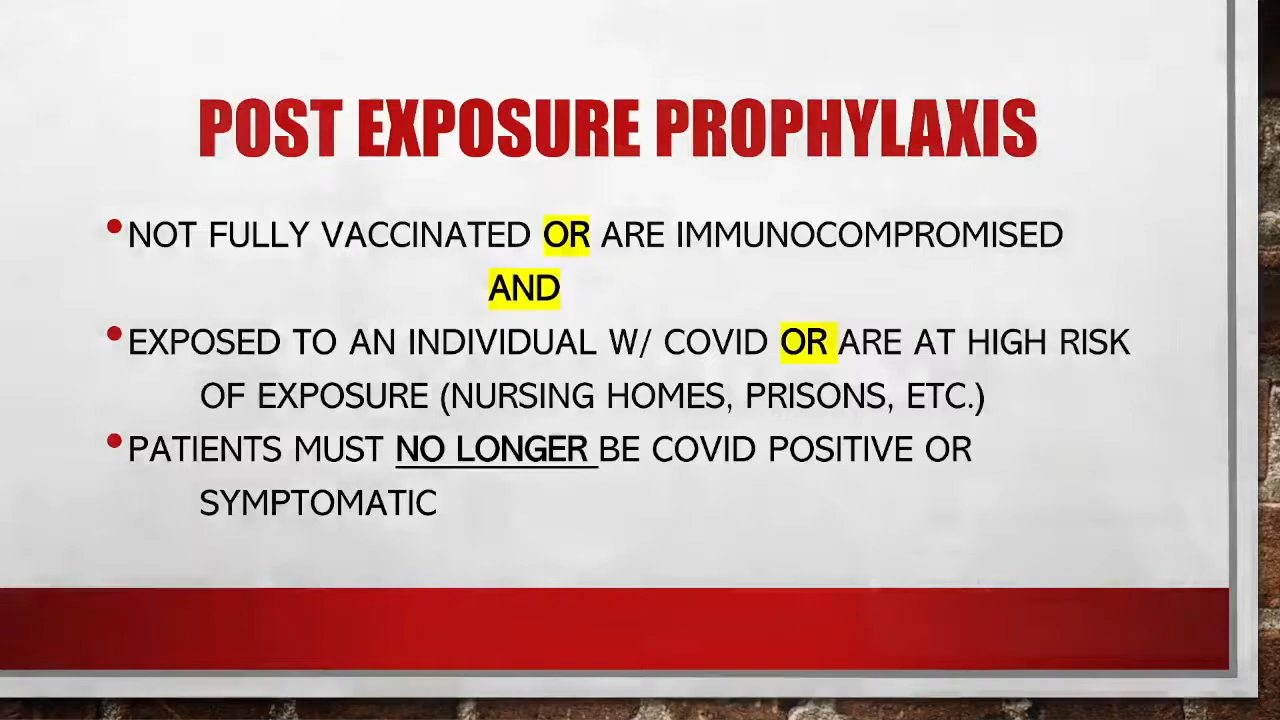 POST EXPOSURE PROPHYLAXIS
•NOT FULLY VACCINATED OR ARE IMMUNOCOMPROMISED
AND
•EXPOSED TO AN INDIVIDUAL W/ COVID OR ARE AT HIGH RISK
OF EXPOSURE (NURSING HOMES, PRISONS, ETC.)
•PATIENTS MUST NO LONGER BE COVID POSITIVE OR
SYMPTOMATIC